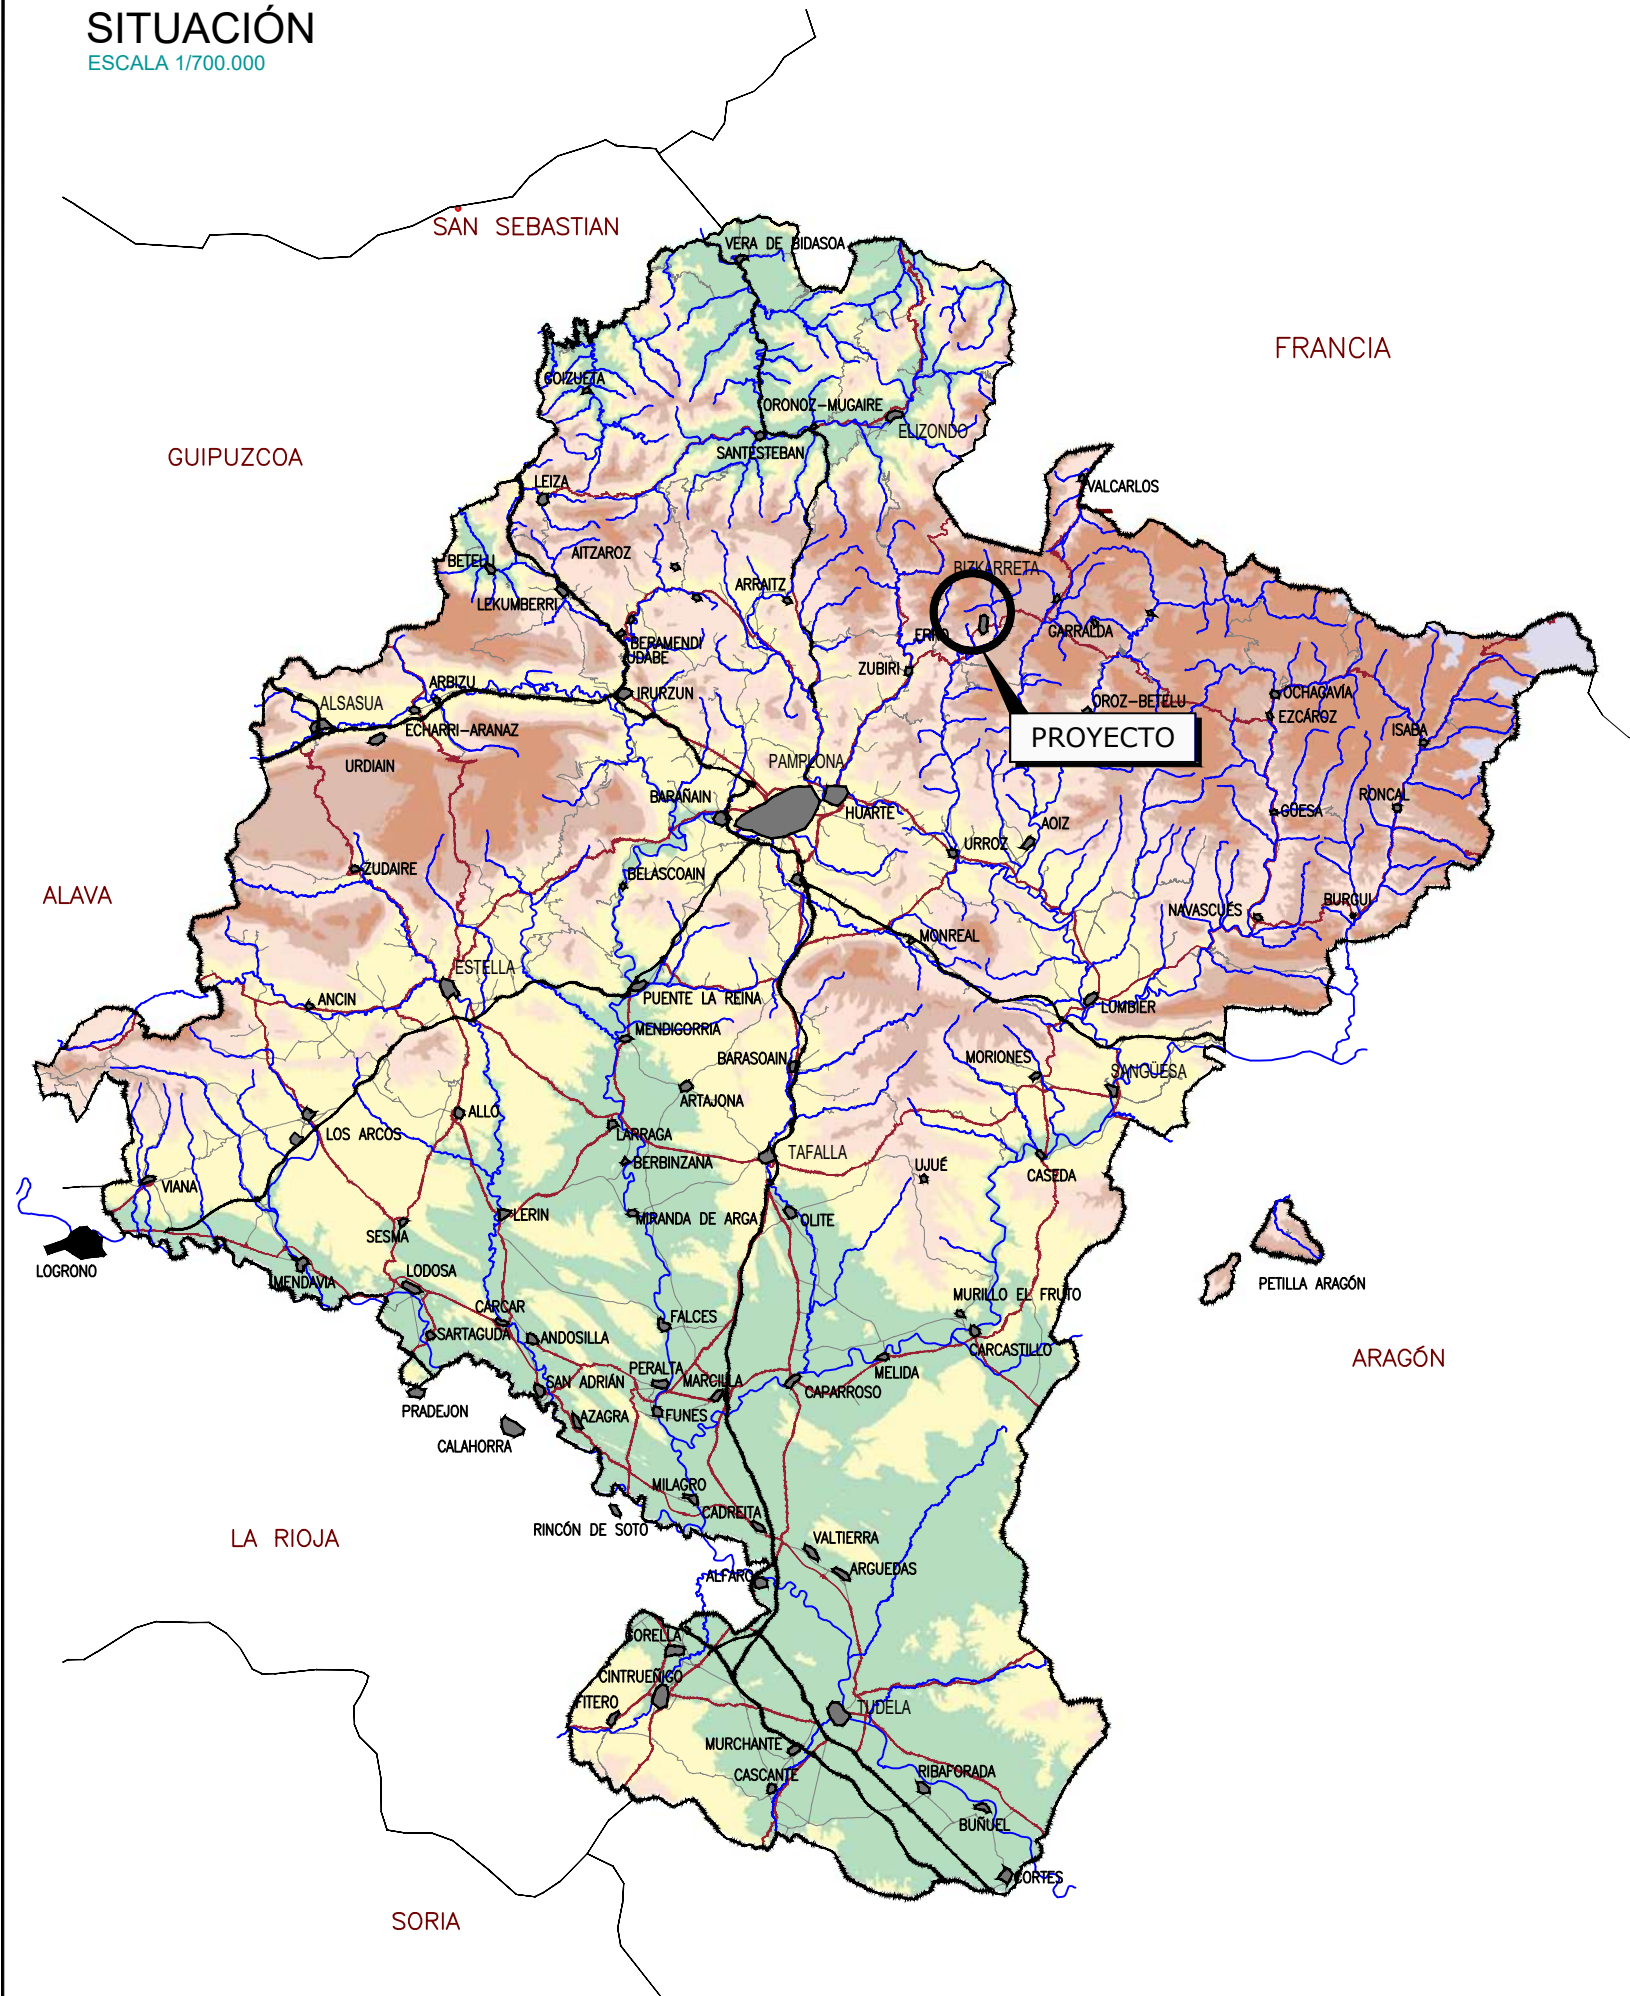 SITUACIÓN
ESCALA 1/700.000
SAN SEBASTIAN
VERA DE BIDASOA
FRANCIA
GOIZUETA
ORONOZ-MUGAIRE
ELIZONDO
GUIPUZCOA
SANTESTEBAN
LEIZA
VALCARLOS
BETELU
AITZAROZ
BIZKARRETA
ARRAITZ
LEKUMBERRI
ERRO
GARRALDA
BERAMENDI
UDABE
ZUBIRI
ARBIZU
IRURZUN
OCHAGAVÍA
ALSASUA
OROZ-BETELU
EZCÁROZ
ECHARRI-ARANAZ
ISABA
PROYECTO
URDIAIN
PAMPLONA
BARAÑAIN
RONCAL
HUARTE
GÜESA
AOIZ
URROZ
ZUDAIRE
BELASCOAIN
ALAVA
BURGUI
NAVASCUÉS
MONREAL
ESTELLA
ANCIN
PUENTE LA REINA
LUMBIER
MENDIGORRIA
BARASOAIN
MORIONES
SANGÜESA
ARTAJONA
ALLO
LOS ARCOS
LARRAGA
TAFALLA
BERBINZANA
UJUÉ
CASEDA
VIANA
LERIN
MIRANDA DE ARGA
OLITE
SESMA
LOGROÑO
LODOSA
MENDAVIA
PETILLA ARAGÓN
MURILLO EL FRUTO
CARCAR
FALCES
SARTAGUDA
ANDOSILLA
CARCASTILLO
ARAGÓN
PERALTA
MELIDA
SAN ADRIÁN
MARCILLA
CAPARROSO
PRADEJON
AZAGRA
FUNES
CALAHORRA
MILAGRO
CADREITA
RINCÓN DE SOTO
LA RIOJA
VALTIERRA
ARGUEDAS
ALFARO
CORELLA
CINTRUEÑIGO
FITERO
TUDELA
MURCHANTE
CASCANTE
RIBAFORADA
BUÑUEL
CORTES
SORIA